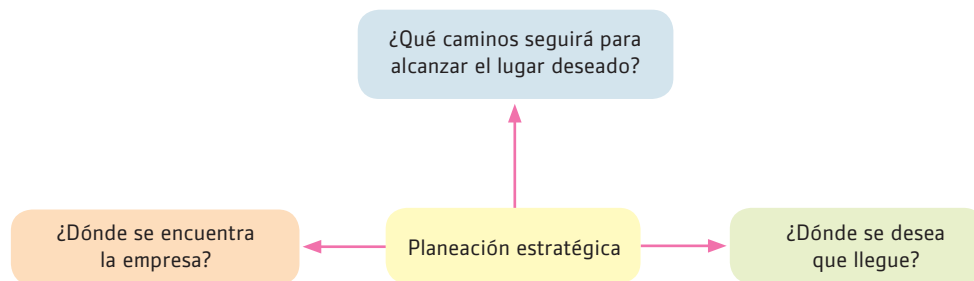 ¿Qué caminos seguirá para
alcanzar el lugar deseado?
¿Dónde se encuentra
la empresa?
Planeación estratégica
¿Dónde se desea
que llegue?